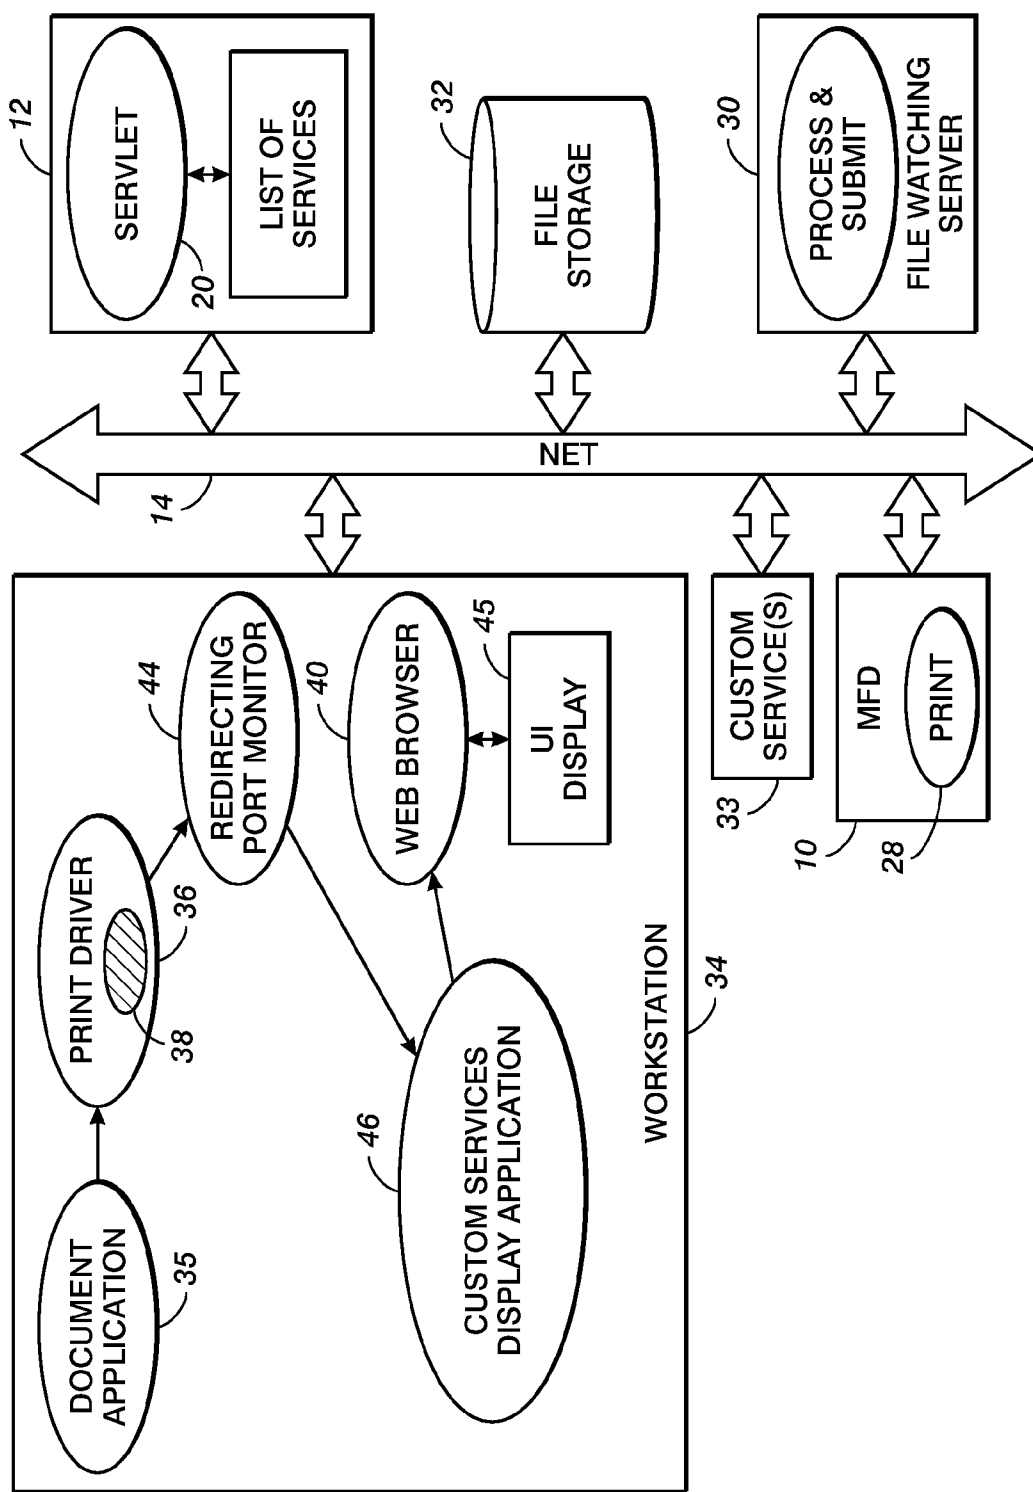 DOCUMENT
APPLICATION
35
PRINT DRIVER
38
36
44
REDIRECTING
PORT MONITOR
46
CUSTOM SERVICES
DISPLAY APPLICATION
40
WEB BROWSER
45
UI
DISPLAY
WORKSTATION
34
CUSTOM
SERVICE(S)
33
MFD
PRINT
10
28
14
NET
12
SERVLET
20
LIST OF
SERVICES
32
FILE
STORAGE
30
PROCESS &
SUBMIT
FILE WATCHING
SERVER